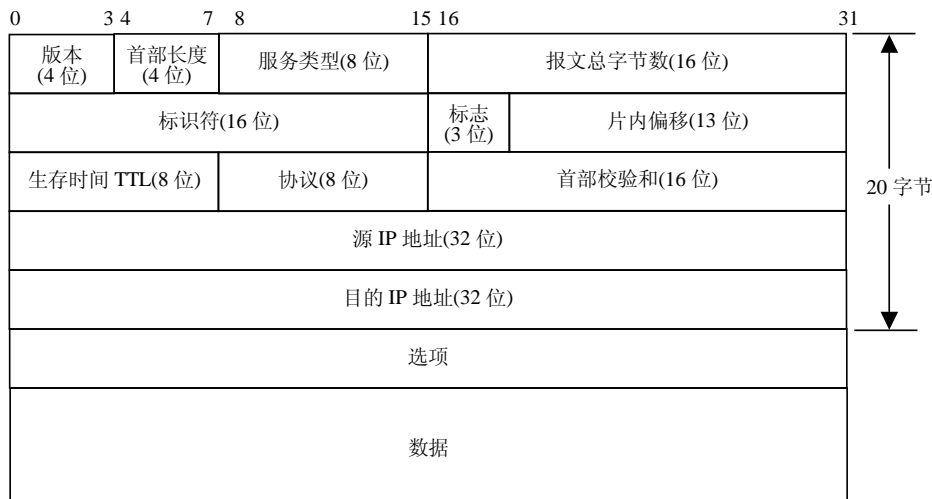 0 3 4 7 8 15 16 31
版本
(4 位)
首部长度
(4 位)
服务类型(8 位)
报文总字节数(16 位)
标识符(16 位)
标志
(3 位)
片内偏移(13 位)
生存时间 TTL(8 位)
协议(8 位)
首部校验和(16 位)
20 字节
源 IP 地址(32 位)
目的 IP 地址(32 位)
选项
数据